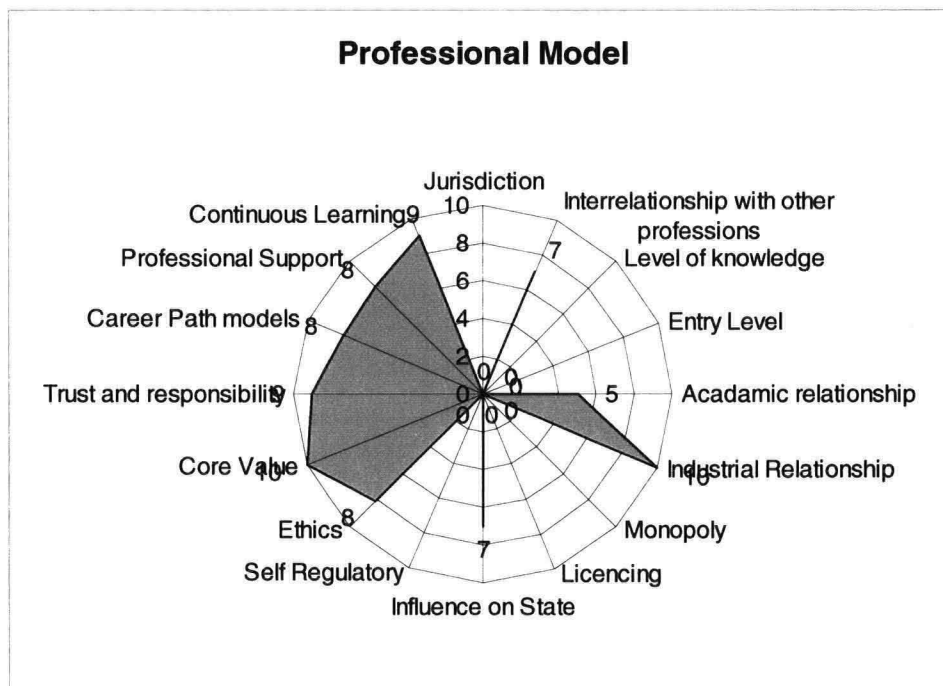 Professional Model
Jurisdiction
10
8
6
4
2
0
0
Interrelationship with other
professions
7
Level of knowledge
0
Entry Level
0
Acadamic relationship
5
Industrial Relationship
10
Monopoly
0
Licencing
0
Influence on State
7
Self Regulatory
0
Ethics
8
Core Value
10
Trust and responsibility
9
Career Path models
8
Professional Support
8
Continuous Learning
9